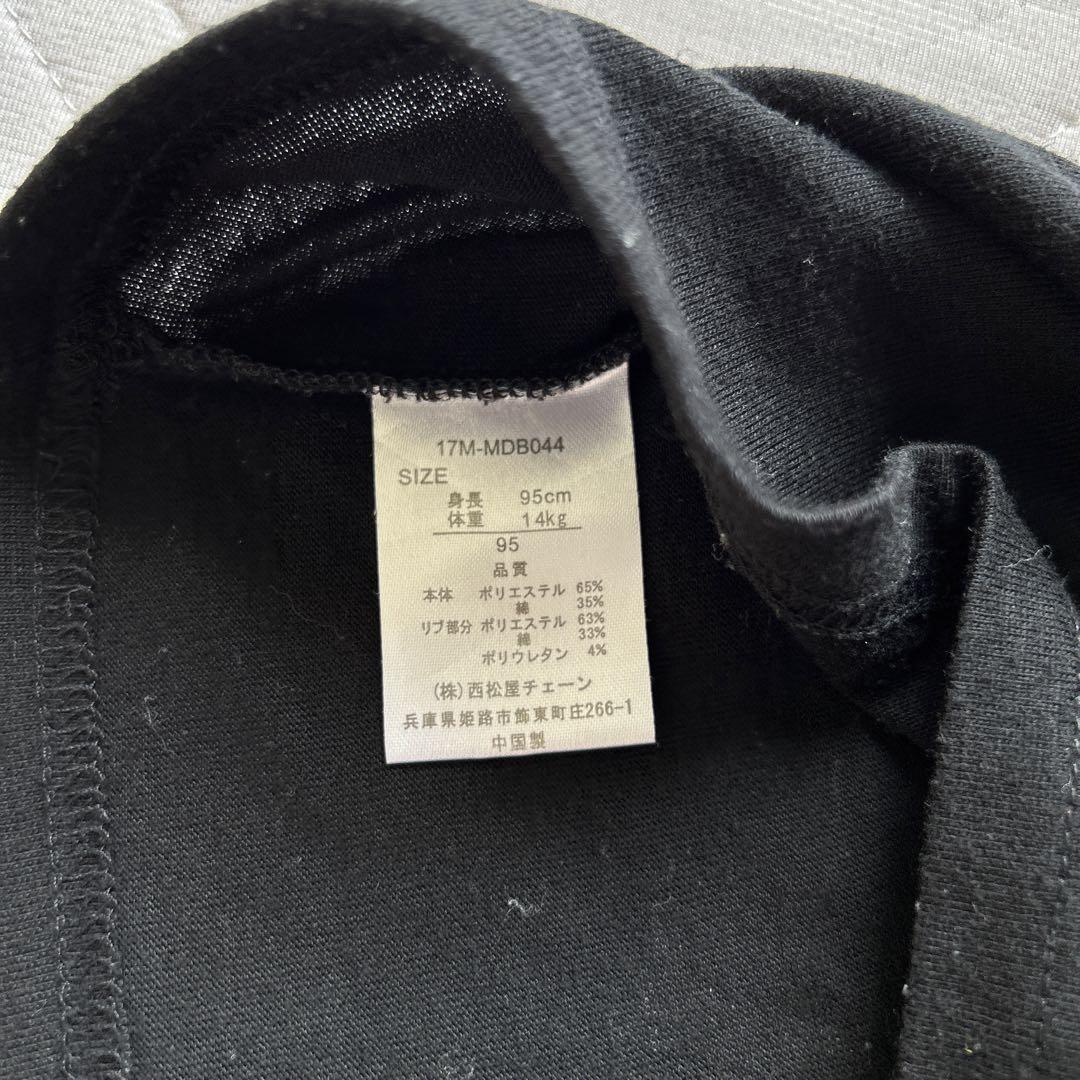 17M-MDB044
SIZE
身長 95cm
体重 14kg
95
品質
本体 ポリエステル 65%
綿 35%
リブ部分 ポリエステル 63%
綿 33%
ポリウレタン 4%
(株)西松屋チェーン
兵庫県姫路市飾東町庄266-1
中国製